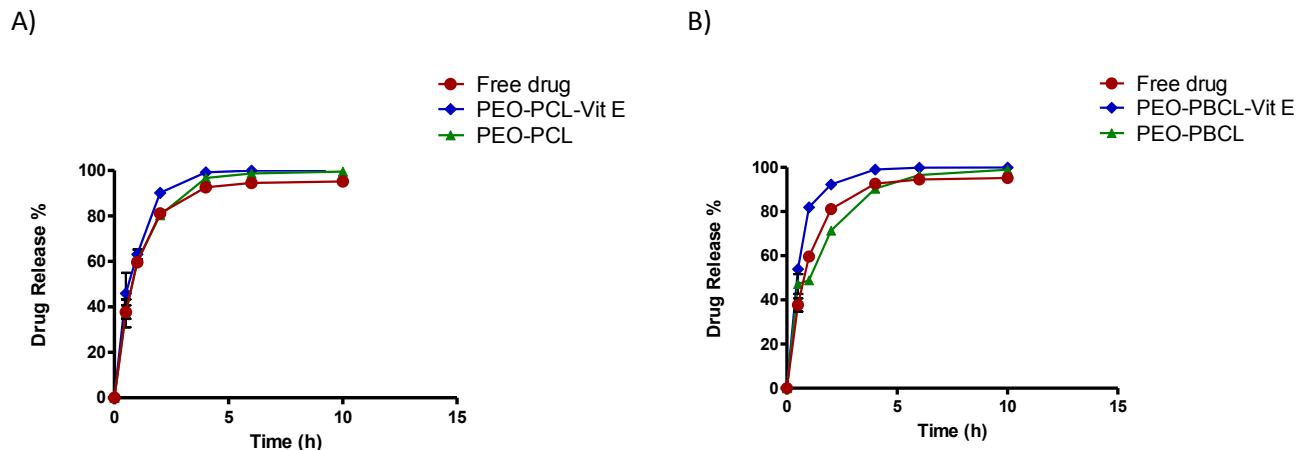 A)
Free drug
PEO-PCL-Vit E
PEO-PCL
100
80
60
40
20
0
0 5 10 15
Drug Release %
Time (h)
B)
Free drug
PEO-PBCL-Vit E
PEO-PBCL
100
80
60
40
20
0
0 5 10 15
Drug Release %
Time (h)